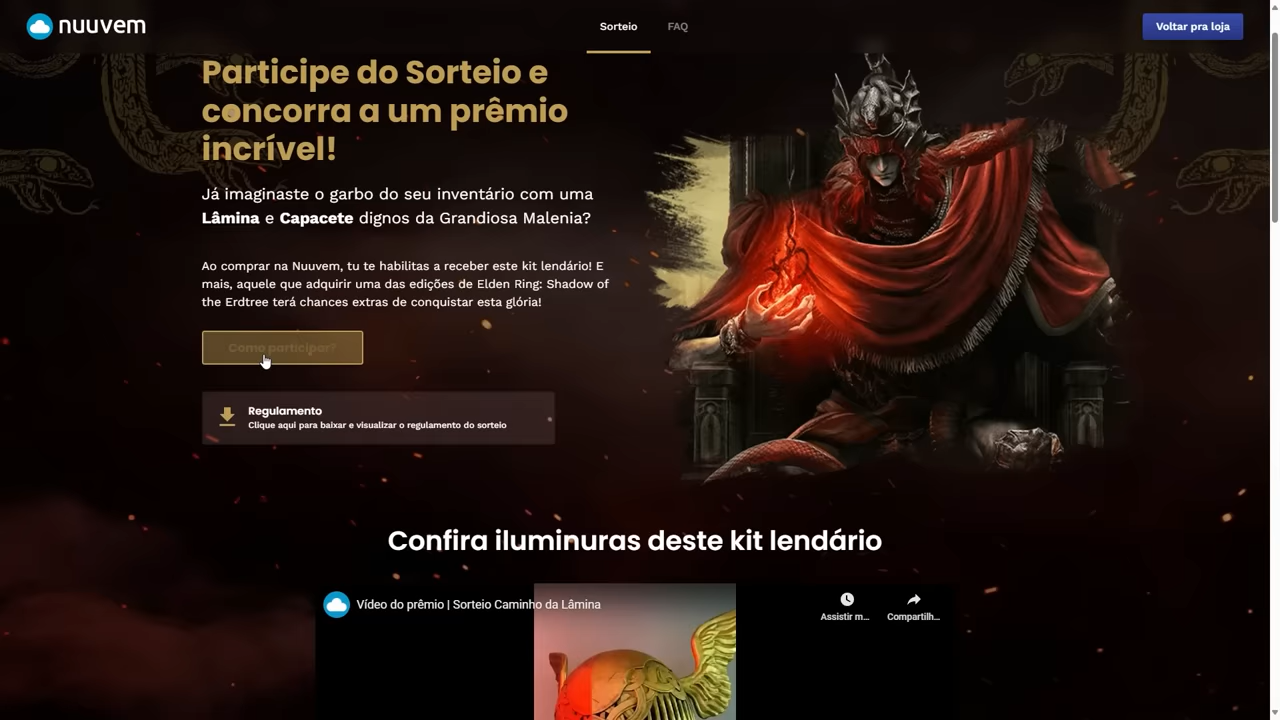 nuuvem
Sorteio
FAQ
Voltar pra loja
Participe do Sorteio e
concorra a um prêmio
incrível!
Já imaginaste o garbo do seu inventário com uma
Lâmina e Capacete dignos da Grandiosa Malenia?
Ao comprar na Nuuvem, tu te habilitas a receber este kit lendário! E
mais, aquele que adquirir uma das edições de Elden Ring: Shadow of
the Erdtree terá chances extras de conquistar esta glória!
Como participar?
Regulamento
Clique aqui para baixar e visualizar o regulamento do sorteio
Confira iluminuras deste kit lendário
Vídeo do prêmio | Sorteio Caminho da Lâmina
Assistir m...
Compartilh...